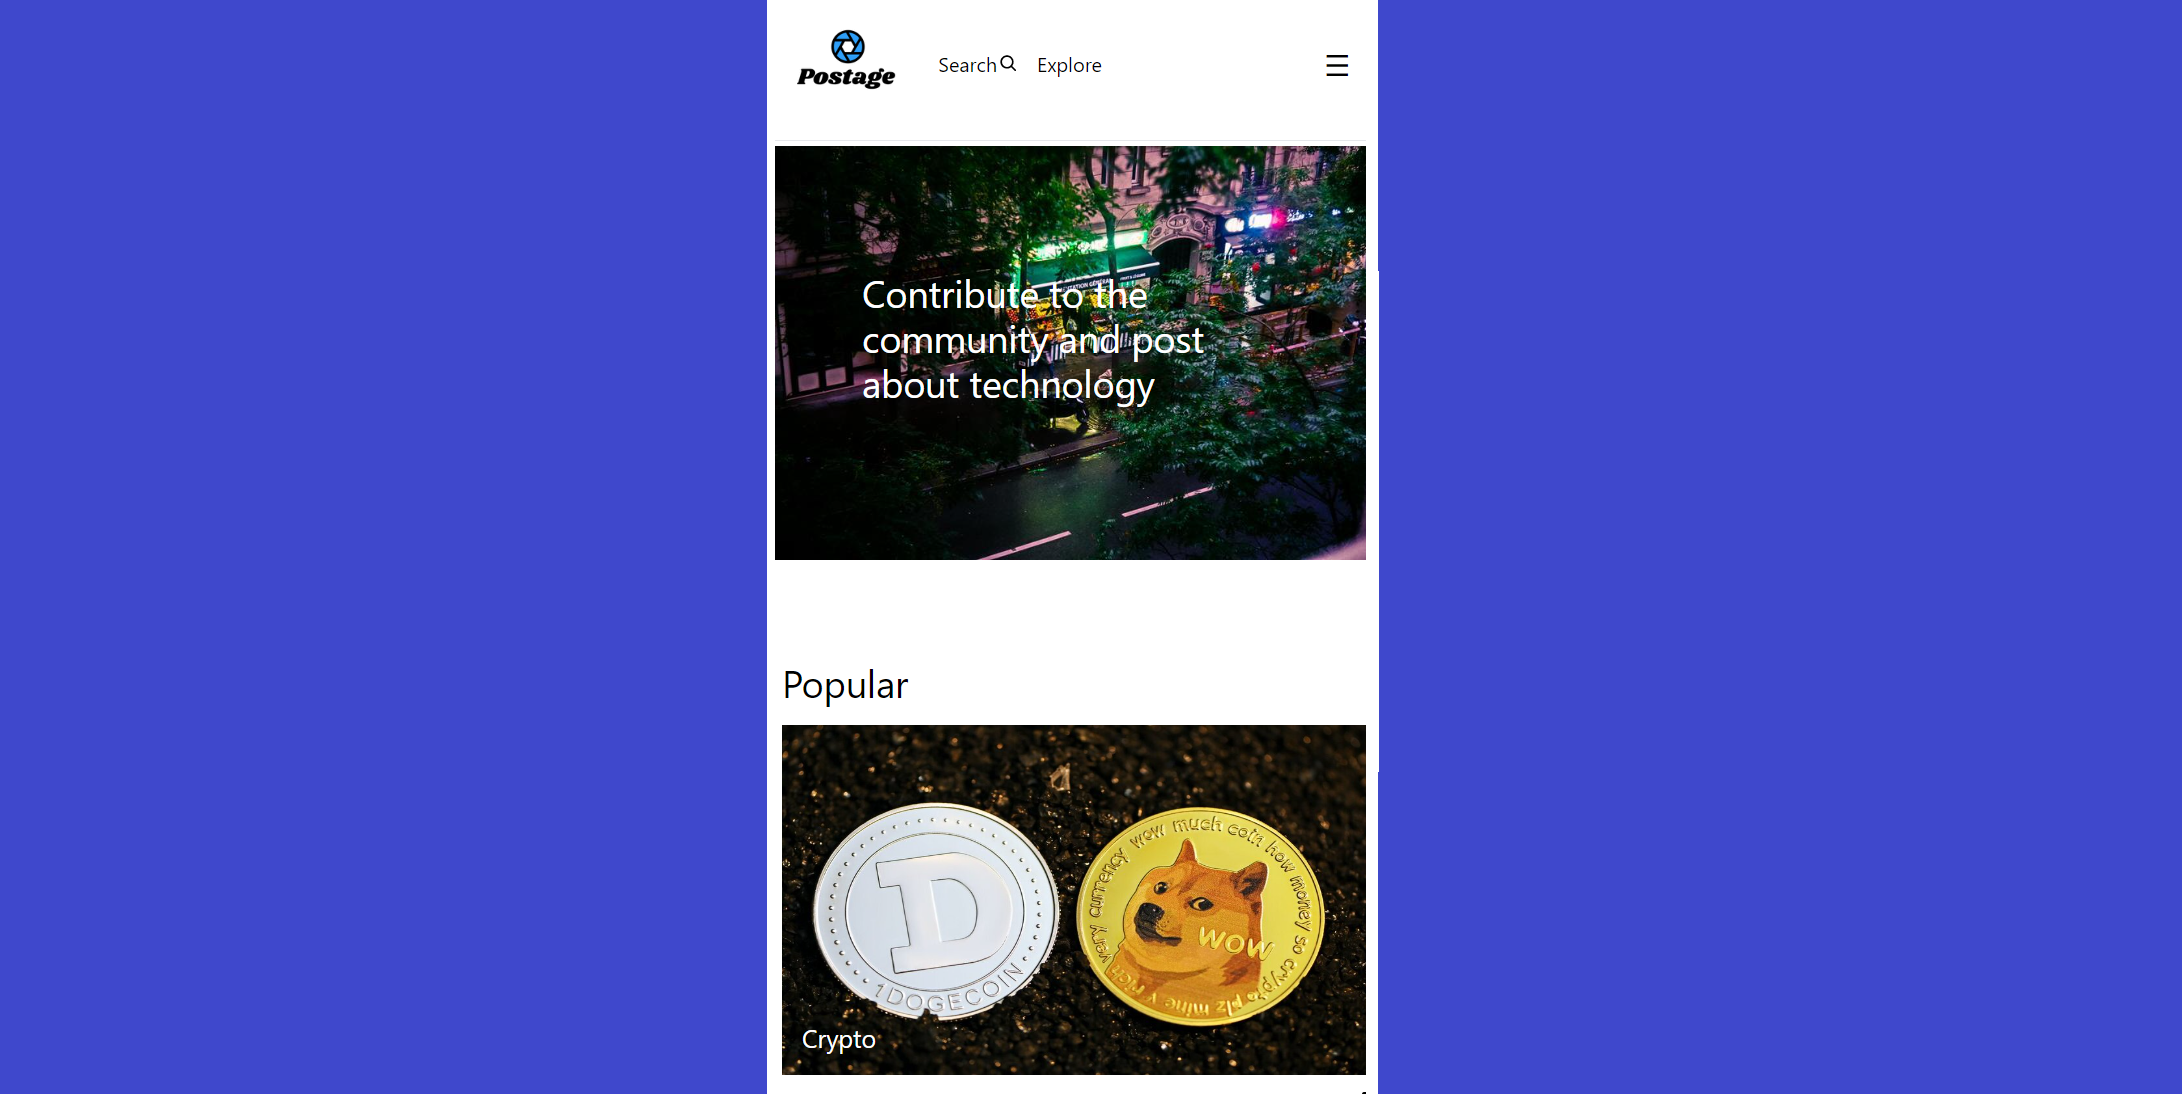 Postage
Search
Explore
Contribute to the
community and post
about technology
Popular
very currency wow much coin how money so crypto plz mine v rich
wow
1 DOGECOIN
Crypto